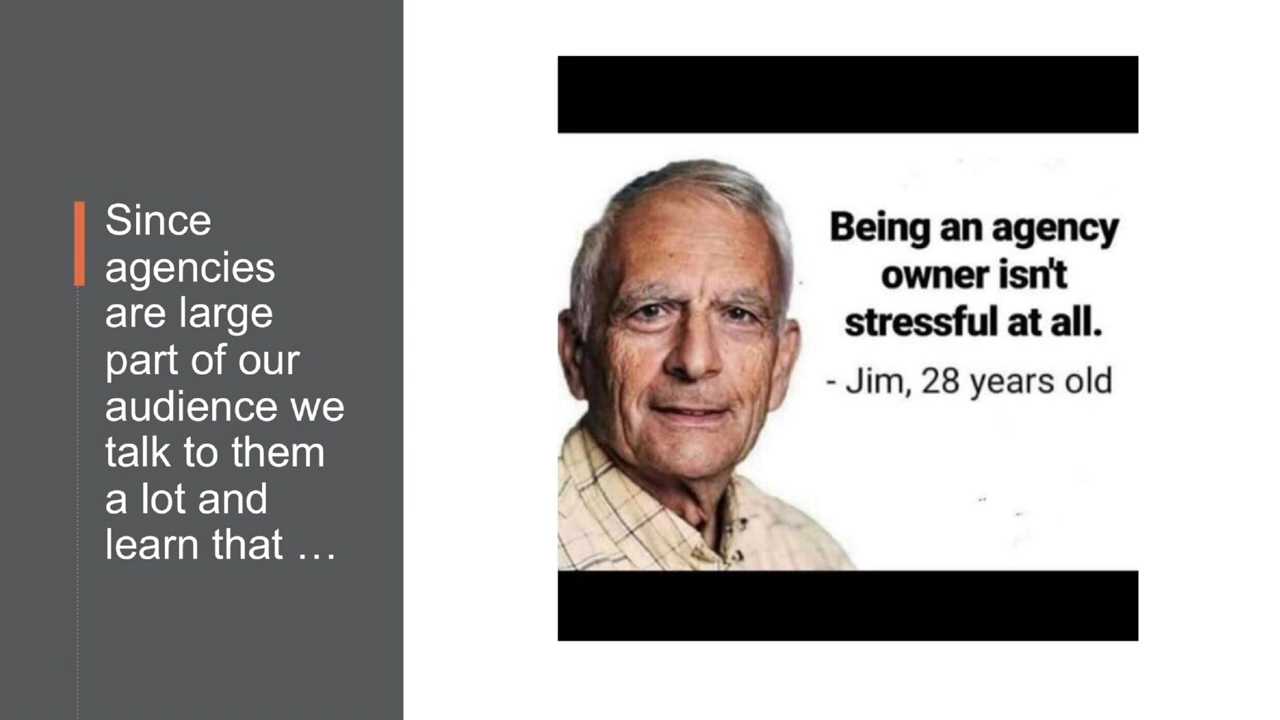 Since
agencies
are large
part of our
audience we
talk to them
a lot and
learn that …
Being an agency
owner isn't
stressful at all.
- Jim, 28 years old